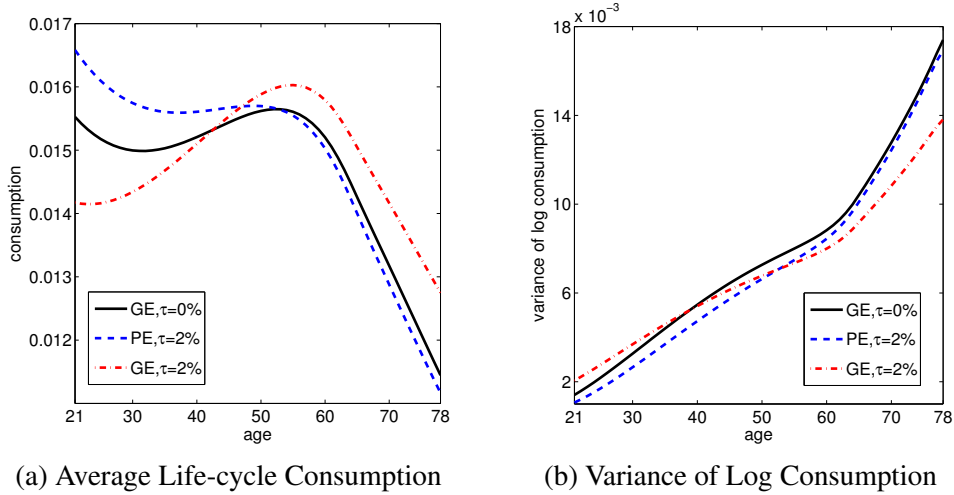 0.017
0.016
0.015
0.014
0.013
0.012
consumption
21 30 40 50 60 70 78
age
GE,τ=0%
PE,τ=2%
GE,τ=2%
(a) Average Life-cycle Consumption
x 10⁻³
18
14
10
6
2
variance of log consumption
21 30 40 50 60 70 78
age
GE,τ=0%
PE,τ=2%
GE,τ=2%
(b) Variance of Log Consumption